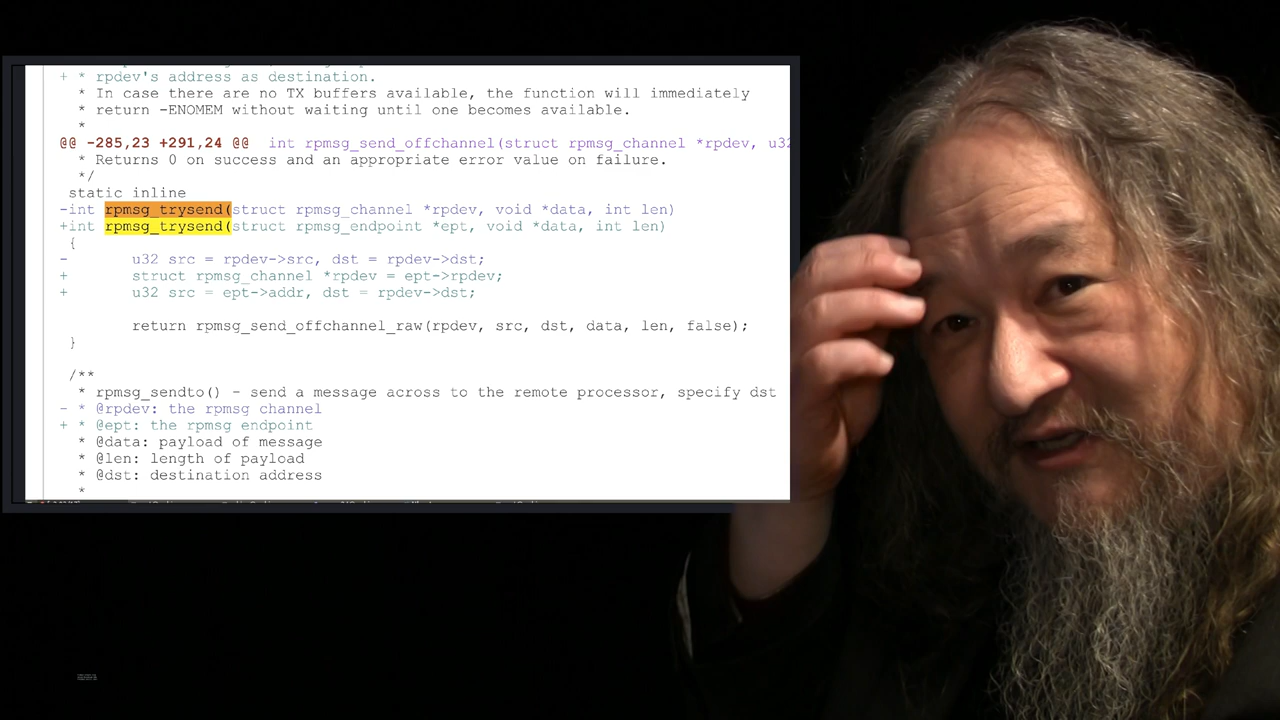 + * rpdev's address as destination.
* In case there are no TX buffers available, the function will immediately
* return -ENOMEM without waiting until one becomes available.
*
@@ -285,23 +291,24 @@ int rpmsg_send_offchannel(struct rpmsg_channel *rpdev, u32
* Returns 0 on success and an appropriate error value on failure.
*/
static inline
-int rpmsg_trysend(struct rpmsg_channel *rpdev, void *data, int len)
+int rpmsg_trysend(struct rpmsg_endpoint *ept, void *data, int len)
{
- u32 src = rpdev->src, dst = rpdev->dst;
+ struct rpmsg_channel *rpdev = ept->rpdev;
+ u32 src = ept->addr, dst = rpdev->dst;
return rpmsg_send_offchannel_raw(rpdev, src, dst, data, len, false);
}
/**
* rpmsg_sendto() - send a message across to the remote processor, specify dst
- * @rpdev: the rpmsg channel
+ * @ept: the rpmsg endpoint
* @data: payload of message
* @len: length of payload
* @dst: destination address
*